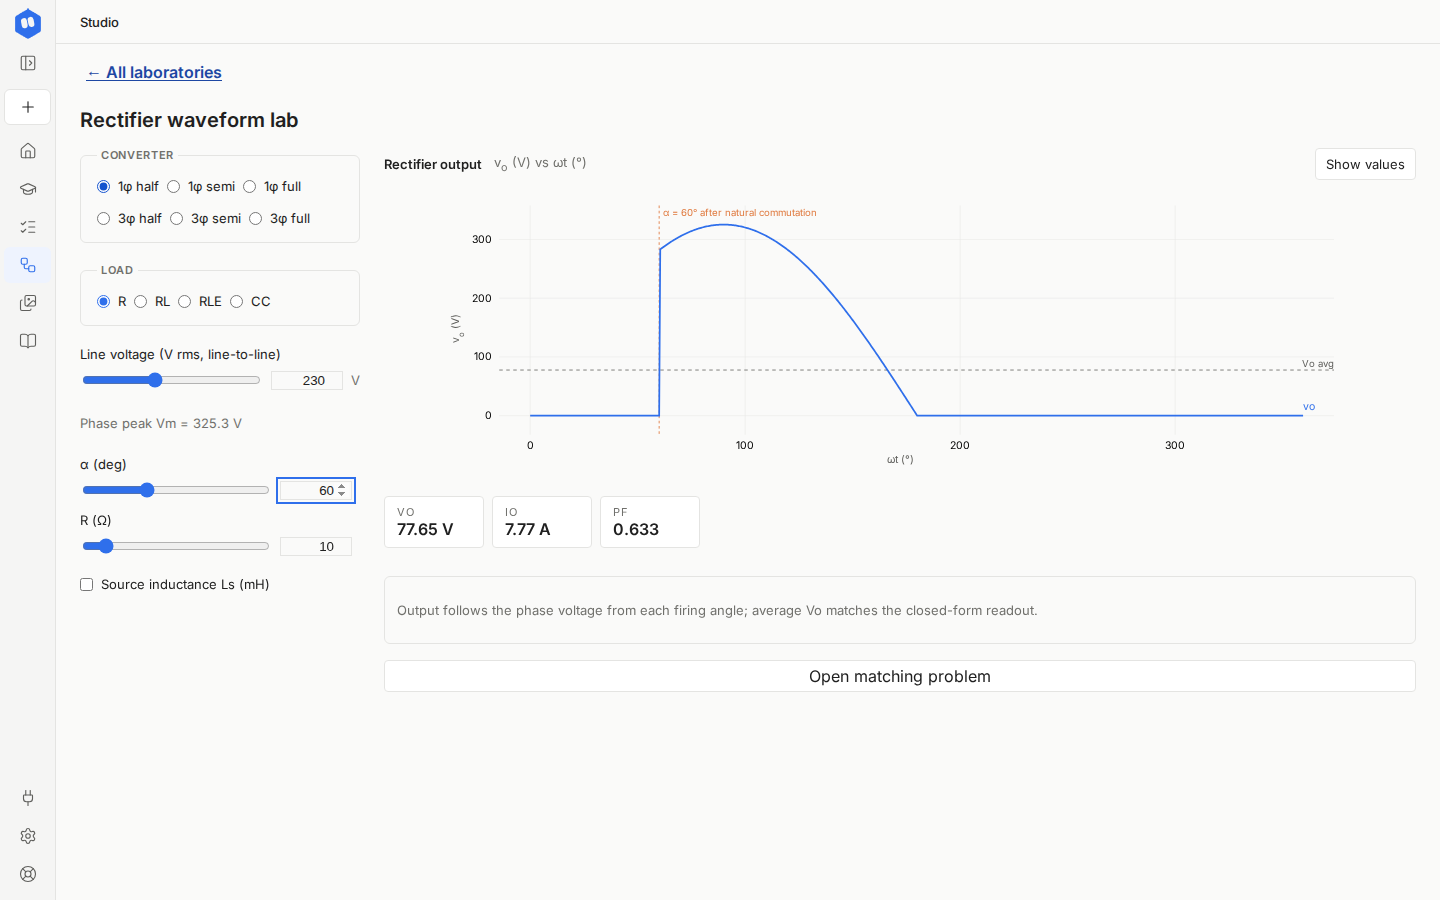 Studio
← All laboratories
Rectifier waveform lab
CONVERTER
1φ half 1φ semi 1φ full
3φ half 3φ semi 3φ full
LOAD
R RL RLE CC
Line voltage (V rms, line-to-line)
230 V
Phase peak Vm = 325.3 V
α (deg)
60
R (Ω)
10
Source inductance Ls (mH)
Rectifier output vo (V) vs ωt (°)
Show values
α = 60° after natural commutation
300
200
100
0
vo (V)
Vo avg
vo
0 100 200 300
ωt (°)
VO
77.65 V
IO
7.77 A
PF
0.633
Output follows the phase voltage from each firing angle; average Vo matches the closed-form readout.
Open matching problem